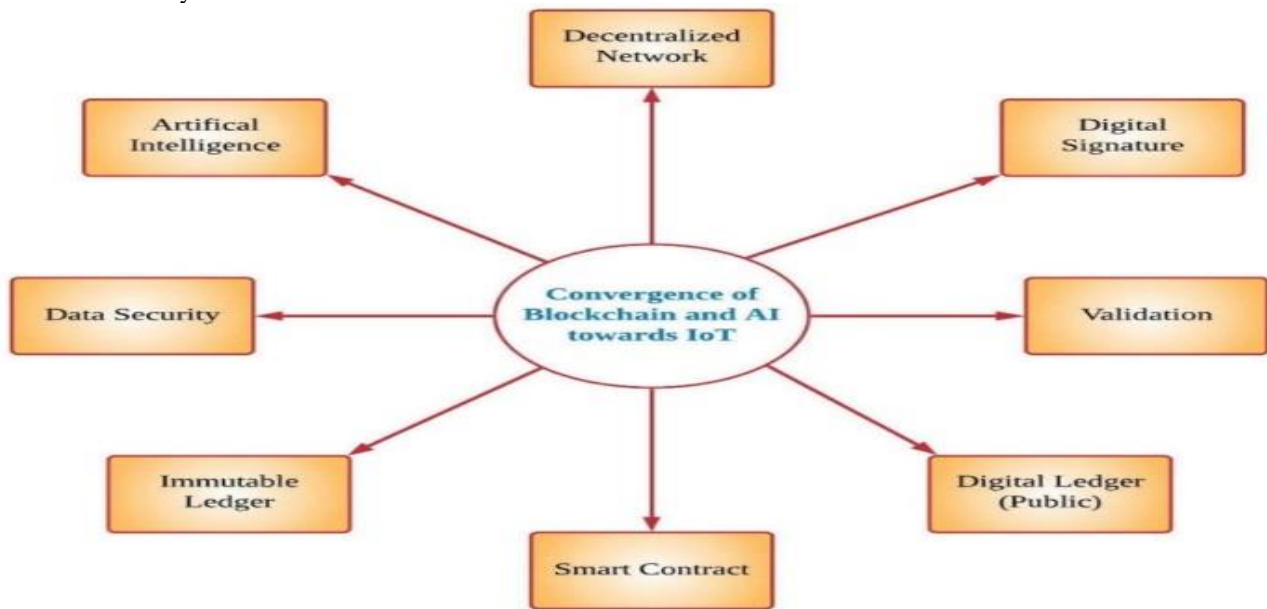 Decentralized
Network
Artifical
Intelligence
Digital
Signature
Convergence of
Blockchain and AI
towards IoT
Data Security
Validation
Immutable
Ledger
Digital Ledger
(Public)
Smart Contract